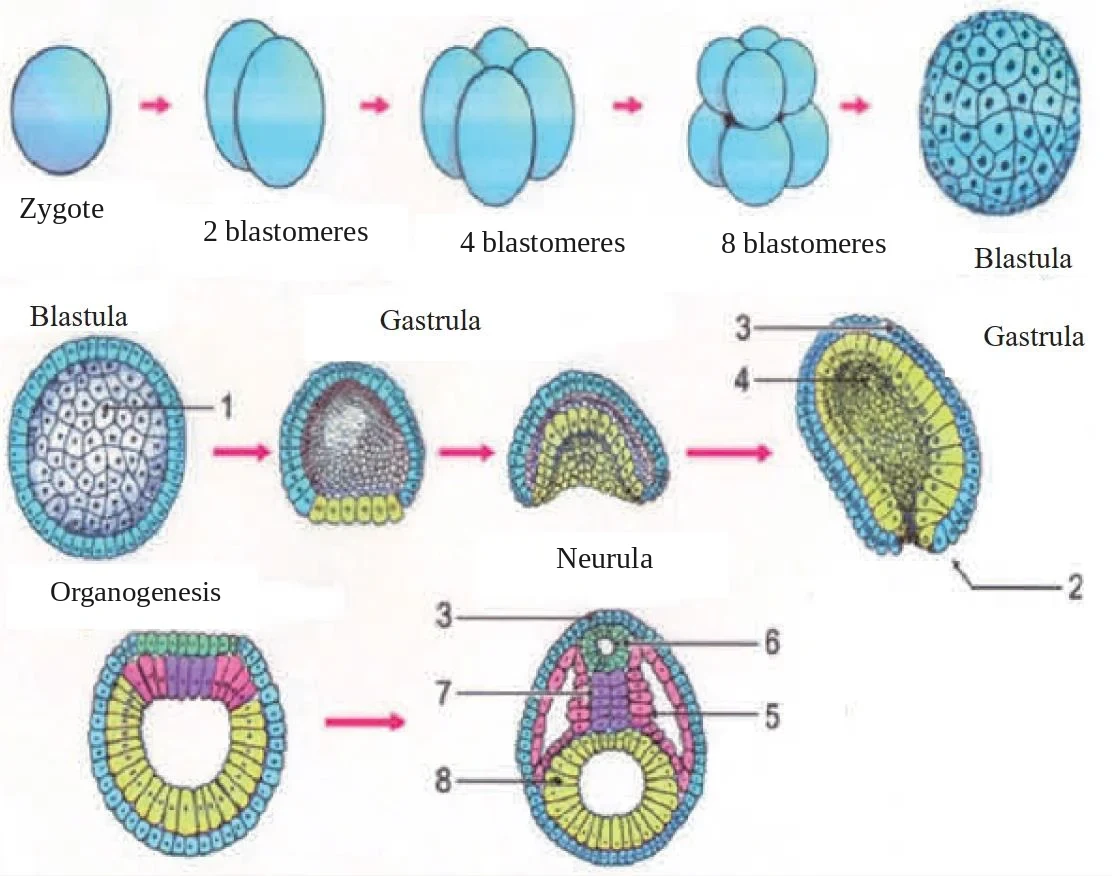 Zygote
2 blastomeres
4 blastomeres
8 blastomeres
Blastula
Blastula
Gastrula
Gastrula
3
4
1
2
Neurula
Organogenesis
3
6
7
5
8